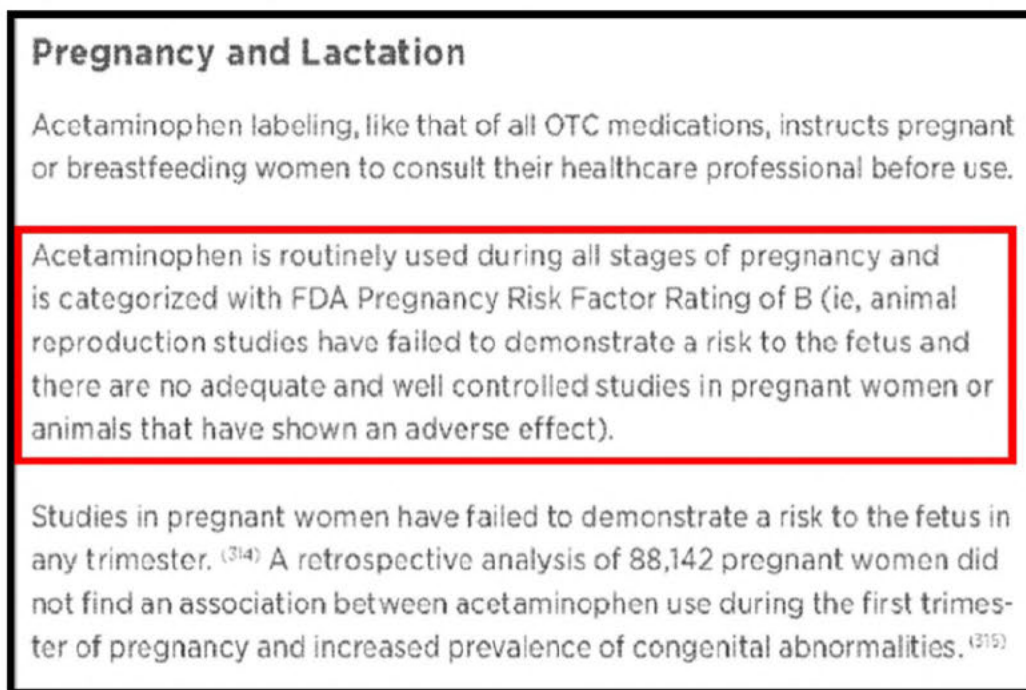 Pregnancy and Lactation
Acetaminophen labeling, like that of all OTC medications, instructs pregnant
or breastfeeding women to consult their healthcare professional before use.
Acetaminophen is routinely used during all stages of pregnancy and
is categorized with FDA Pregnancy Risk Factor Rating of B (ie, animal
reproduction studies have failed to demonstrate a risk to the fetus and
there are no adequate and well controlled studies in pregnant women or
animals that have shown an adverse effect).
Studies in pregnant women have failed to demonstrate a risk to the fetus in
any trimester. (314) A retrospective analysis of 88,142 pregnant women did
not find an association between acetaminophen use during the first trimes-
ter of pregnancy and increased prevalence of congenital abnormalities. (315)